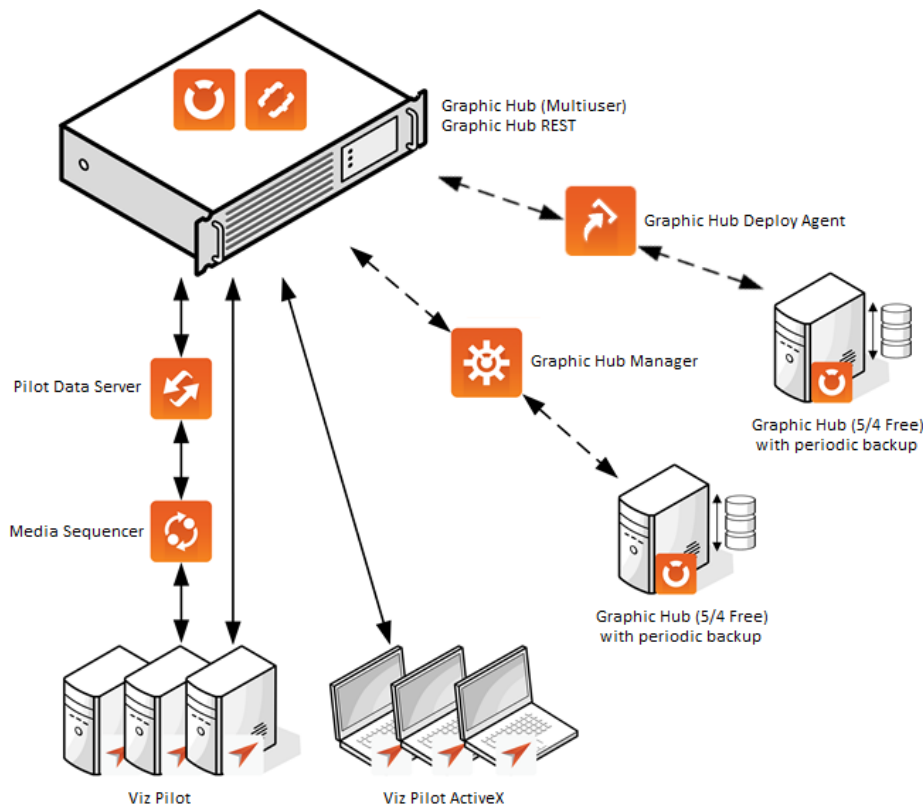 Graphic Hub (Multiuser)
Graphic Hub REST
Graphic Hub Deploy Agent
Graphic Hub Manager
Pilot Data Server
Graphic Hub (5/4 Free)
with periodic backup
Media Sequencer
Graphic Hub (5/4 Free)
with periodic backup
Viz Pilot
Viz Pilot ActiveX